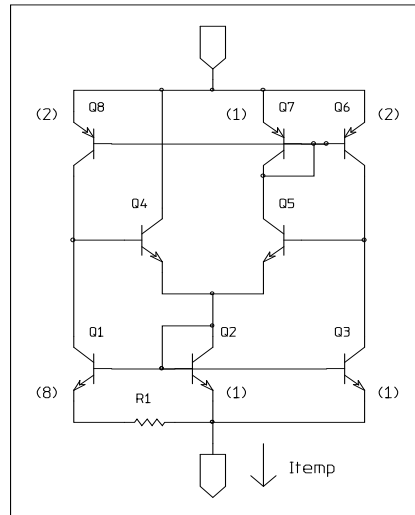 Q8 Q7 Q6
(2) (1) (2)
Q4 Q5
Q1 Q2 Q3
(8) R1 (1) (1)
Itemp